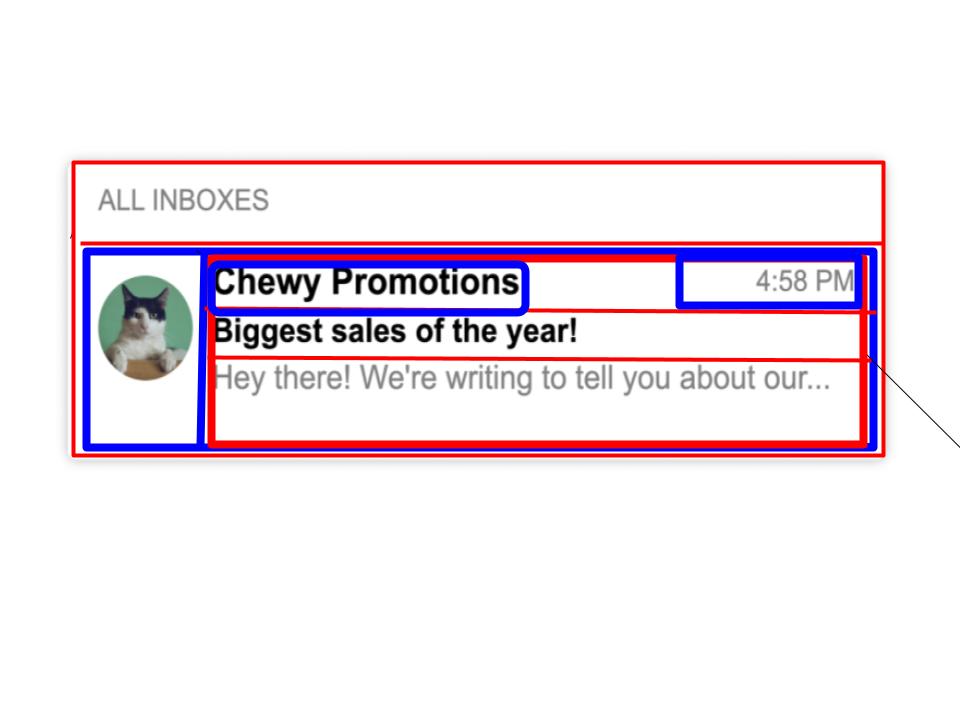 ALL INBOXES
Chewy Promotions 4:58 PM
Biggest sales of the year!
Hey there! We're writing to tell you about our...